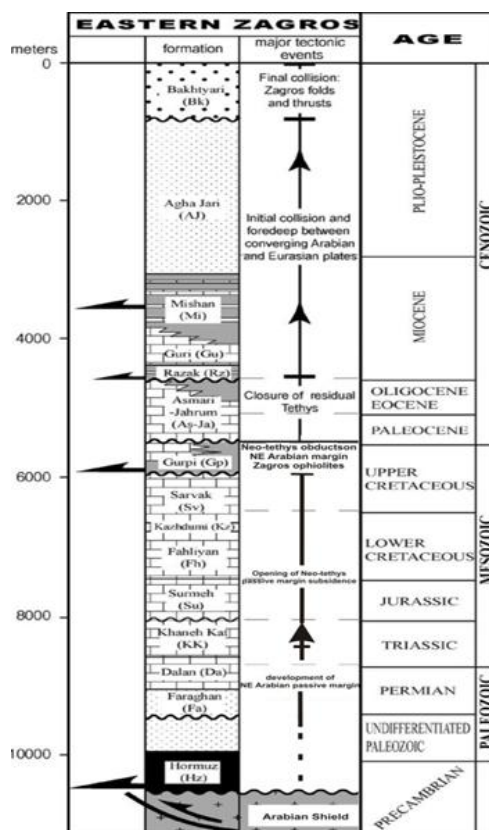 EASTERN ZAGROS
meters
formation
major tectonic
events
AGE
0
2000
4000
6000
8000
10000
Bakhtyari
(Bk)
Agha Jari
(AJ)
Mishan
(Mi)
Guri (Gu)
Razak (Rz)
Asmari
-Jahrum
(As-Ja)
Gurpi (Gp)
Sarvak
(Sv)
Kazhdumi (Kz)
Fahliyan
(Fh)
Surmeh
(Su)
Khaneh Kat
(KK)
Dalan (Da)
Faraghan
(Fa)
Hormuz
(Hz)
Final collision:
Zagros folds
and thrusts
Initial collision and
foredeep between
converging Arabian
and Eurasian plates
Closure of residual
Tethys
Neo-tethys obductson
NE Arabian margin
Zagros ophiolites
Opening of Neo-tethys
passive margin subsidence
development of
NE Arabian passive margin
Arabian Shield
PLIO-PLEISTOCENE
MIOCENE
OLIGOCENE
EOCENE
PALEOCENE
UPPER
CRETACEOUS
LOWER
CRETACEOUS
JURASSIC
TRIASSIC
PERMIAN
UNDIFFERENTIATED
PALEOZOIC
PRECAMBRIAN
CENOZOIC
MESOZOIC
PALEOZOIC